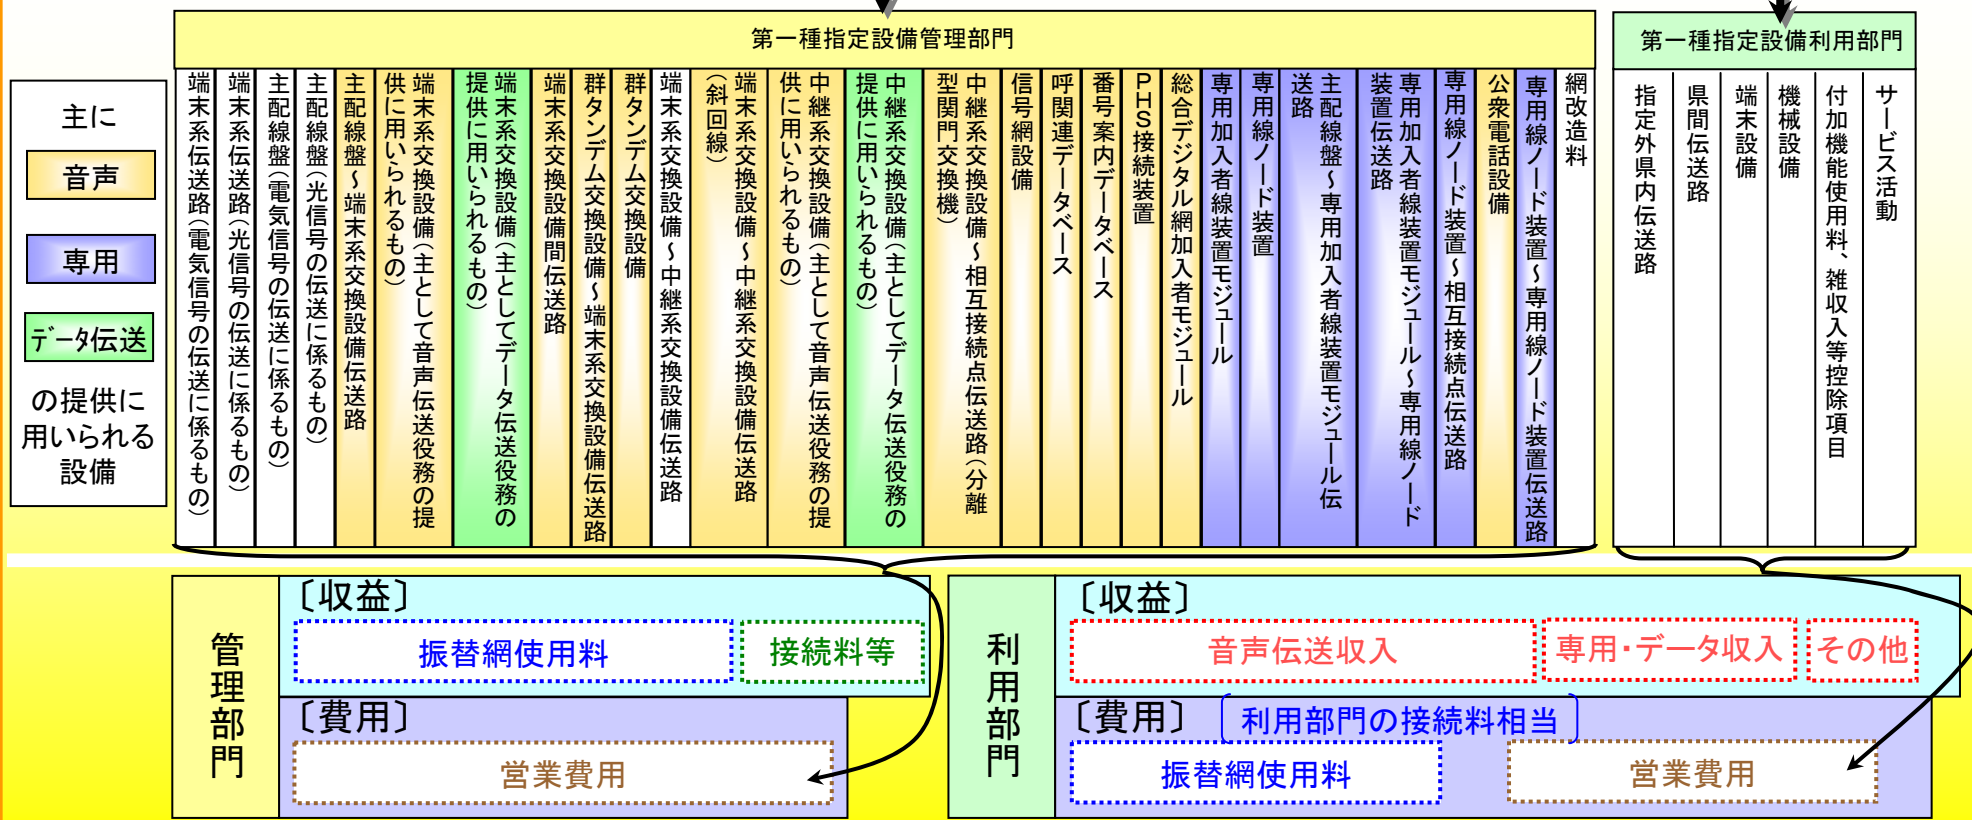 第一種指定設備管理部門
第一種指定設備利用部門
主に
音声
専用
ﾃﾞｰﾀ伝送
の提供に
用いられる
設備
端末系伝送路（電気信号の伝送に係るもの）
端末系伝送路（光信号の伝送に係るもの）
主配線盤（電気信号の伝送に係るもの）
主配線盤（光信号の伝送に係るもの）
主配線盤～端末系交換設備伝送路
端末系交換設備（主として音声伝送役務の提
供に用いられるもの）
端末系交換設備（主としてデータ伝送役務の
提供に用いられるもの）
端末系交換設備間伝送路
群タンデム交換設備～端末系交換設備伝送路
群タンデム交換設備
端末系交換設備～中継系交換設備伝送路
端末系交換設備～中継系交換設備伝送路
（斜回線）
中継系交換設備（主として音声伝送役務の提
供に用いられるもの）
中継系交換設備（主としてデータ伝送役務の
提供に用いられるもの）
中継系交換設備～相互接続点伝送路（分離
型関門交換機）
信号網設備
呼関連データベース
番号案内データベース
PHS接続装置
総合デジタル網加入者モジュール
専用加入者線装置モジュール
専用線ノード装置
主配線盤～専用加入者線装置モジュール伝
送路
専用加入者線装置モジュール～専用線ノード
装置伝送路
専用線ノード装置～相互接続点伝送路
公衆電話設備
専用線ノード装置～専用線ノード装置伝送路
網改造料
指定外県内伝送路
県間伝送路
端末設備
機械設備
付加機能使用料、雑収入等控除項目
サービス活動
管理部門
〔収益〕
振替網使用料
接続料等
〔費用〕
営業費用
利用部門
〔収益〕
音声伝送収入
専用・データ収入
その他
〔費用〕
利用部門の接続料相当
振替網使用料
営業費用